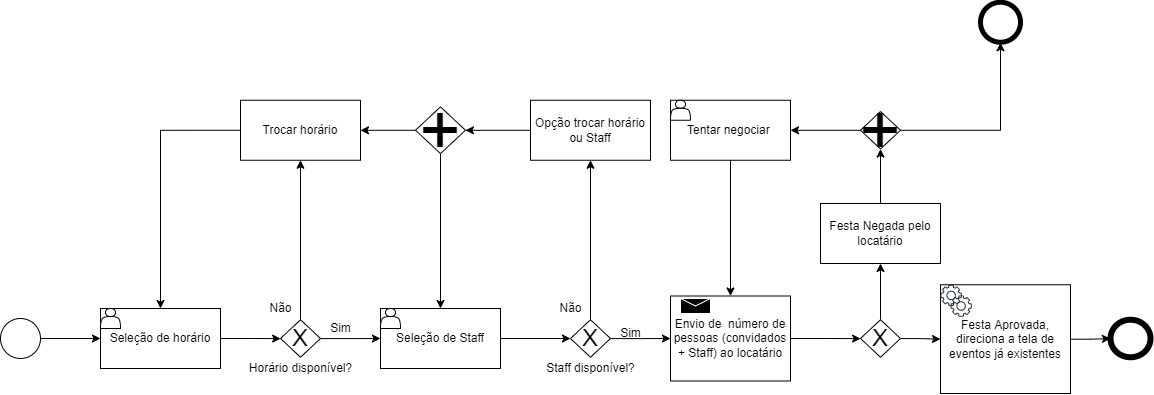 Trocar horário
Opção trocar horário
ou Staff
Tentar negociar
Festa Negada pelo
locatário
Não
Sim
Não
Sim
Seleção de horário
X
Horário disponível?
Seleção de Staff
X
Staff disponível?
Envio de número de
pessoas (convidados
+ Staff) ao locatário
X
Festa Aprovada,
direciona a tela de
eventos já existentes